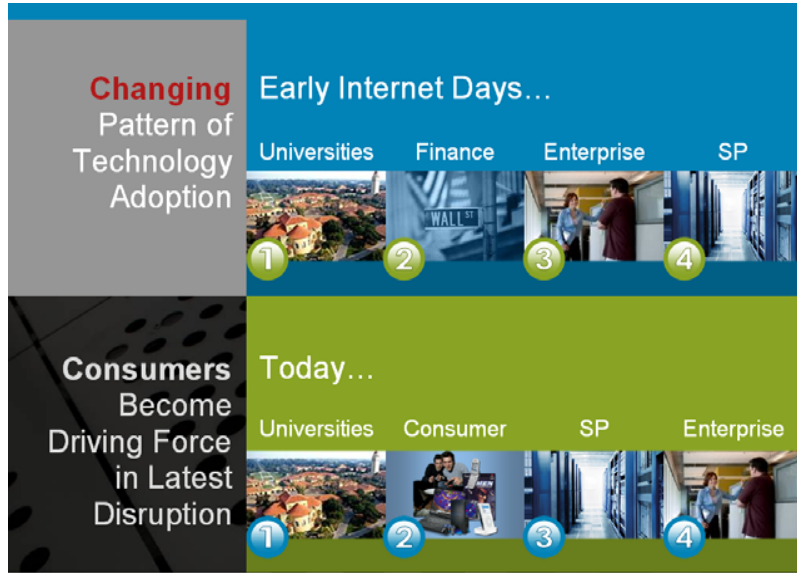 Changing
Pattern of
Technology
Adoption
Early Internet Days...
Universities Finance Enterprise SP
WALL ST
1 2 3 4
Consumers
Become
Driving Force
in Latest
Disruption
Today...
Universities Consumer SP Enterprise
1 2 3 4